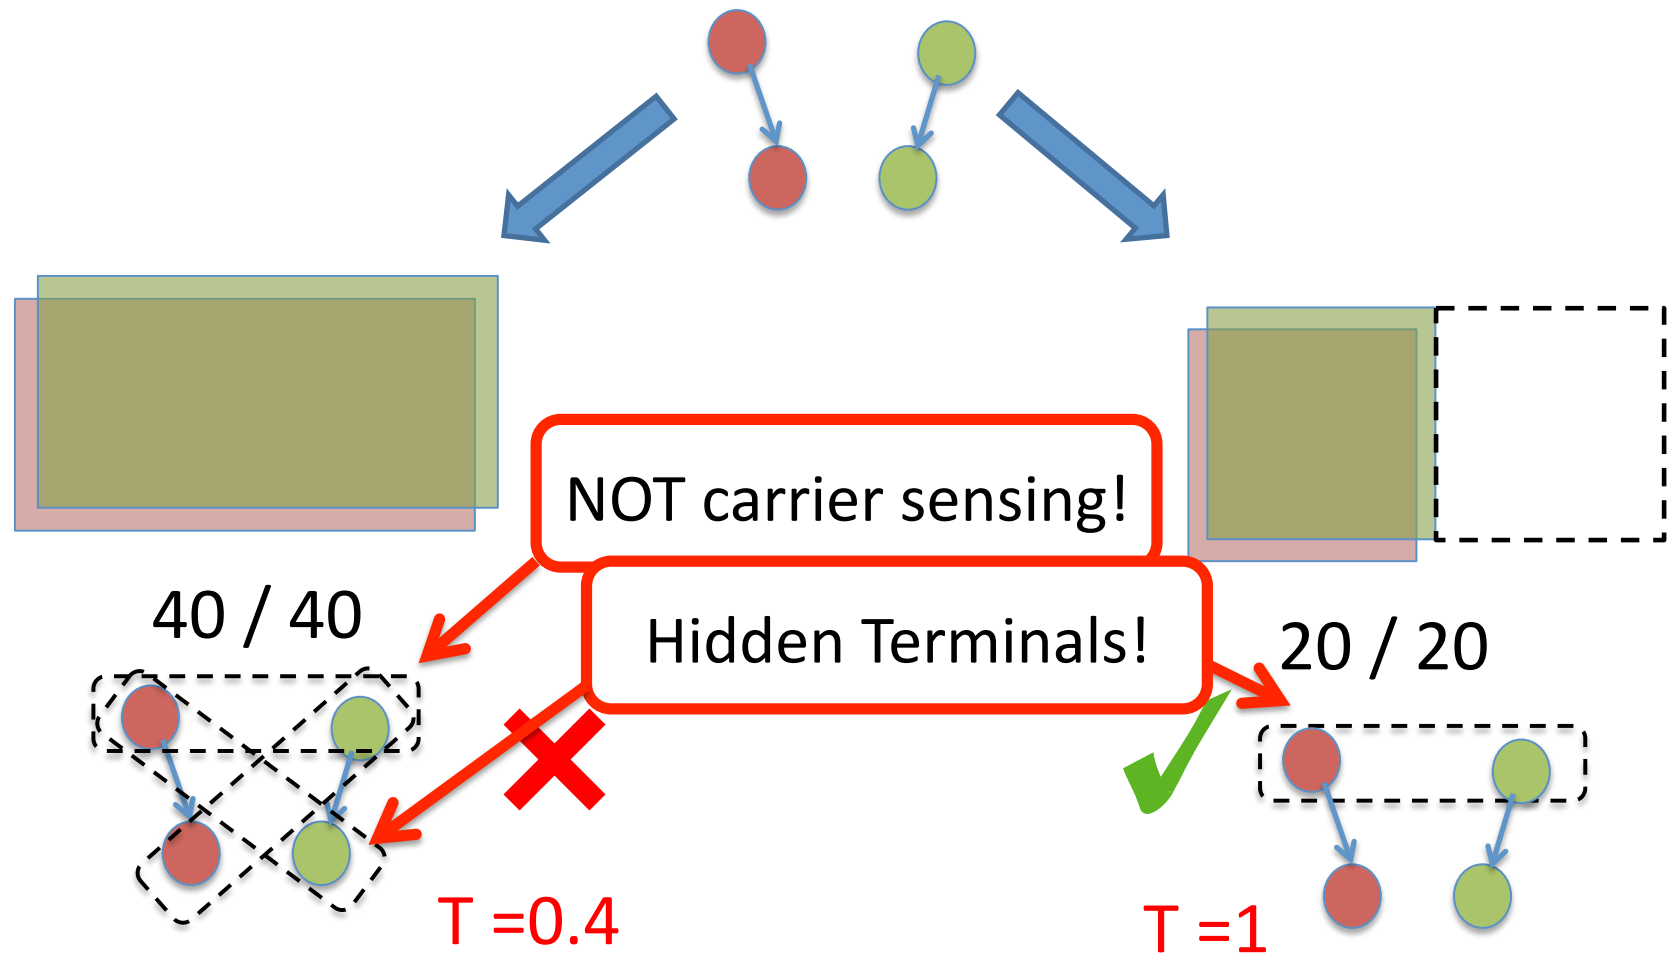 NOT carrier sensing!
Hidden Terminals!
40 / 40
20 / 20
T =0.4
T =1